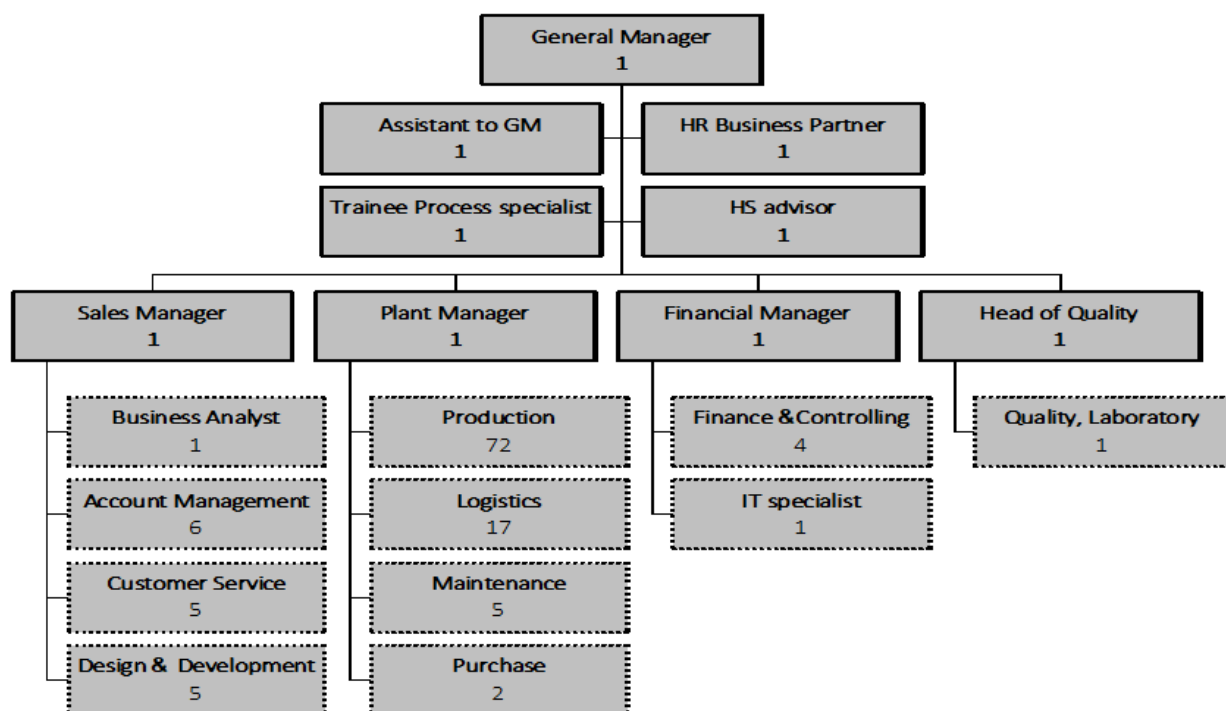 General Manager
1
Assistant to GM
1
HR Business Partner
1
Trainee Process specialist
1
HS advisor
1
Sales Manager
1
Plant Manager
1
Financial Manager
1
Head of Quality
1
Business Analyst
1
Production
72
Finance &Controlling
4
Quality, Laboratory
1
Account Management
6
Logistics
17
IT specialist
1
Customer Service
5
Maintenance
5
Design & Development
5
Purchase
2